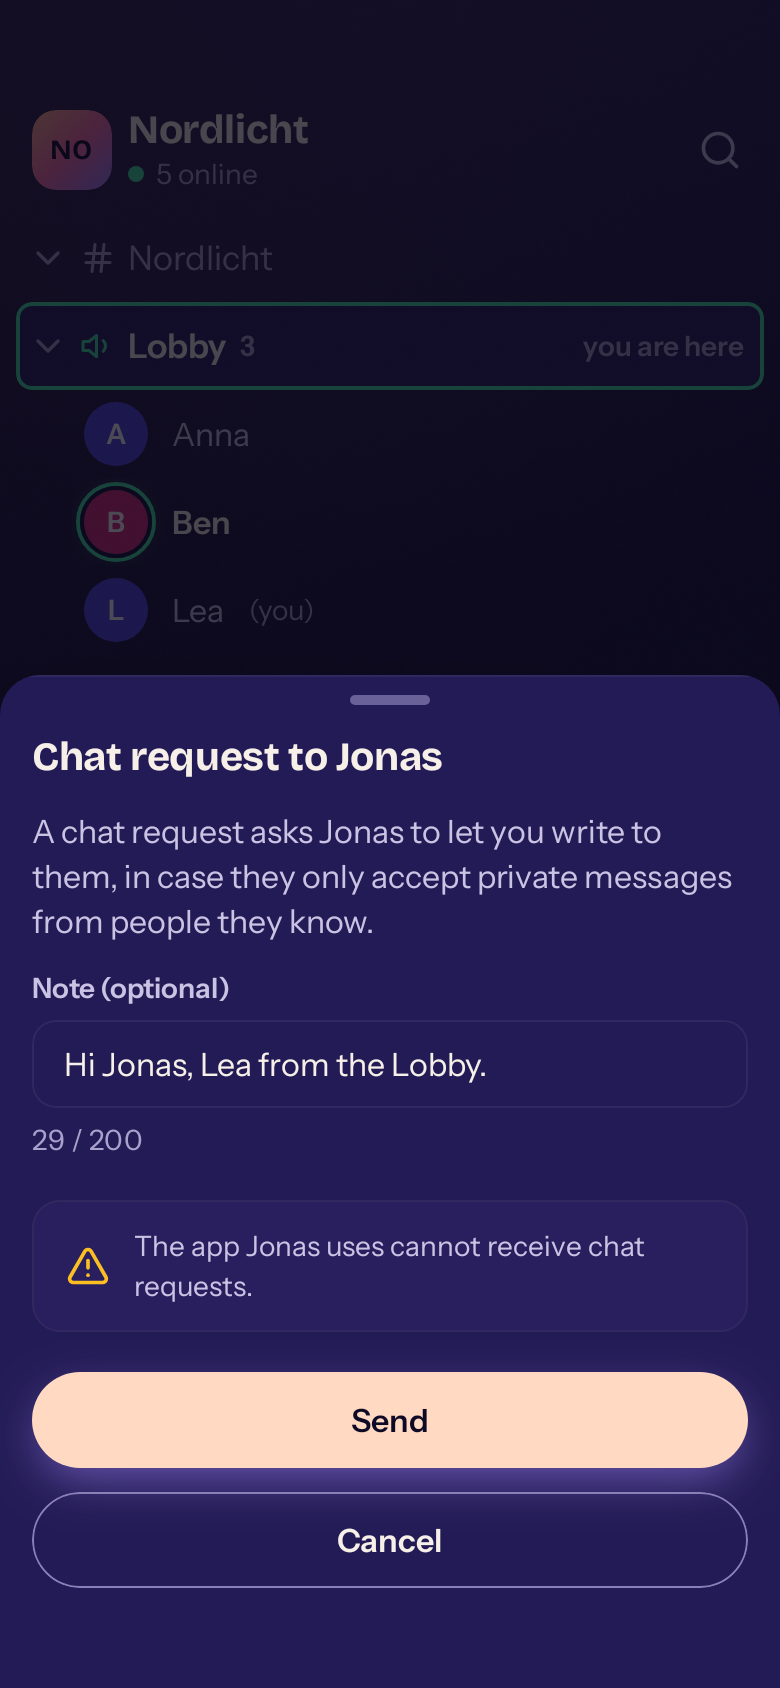 NO
Nordlicht
5 online
# Nordlicht
Lobby 3 you are here
A Anna
B Ben
L Lea (you)
Chat request to Jonas
A chat request asks Jonas to let you write to
them, in case they only accept private messages
from people they know.
Note (optional)
Hi Jonas, Lea from the Lobby.
29 / 200
The app Jonas uses cannot receive chat
requests.
Send
Cancel